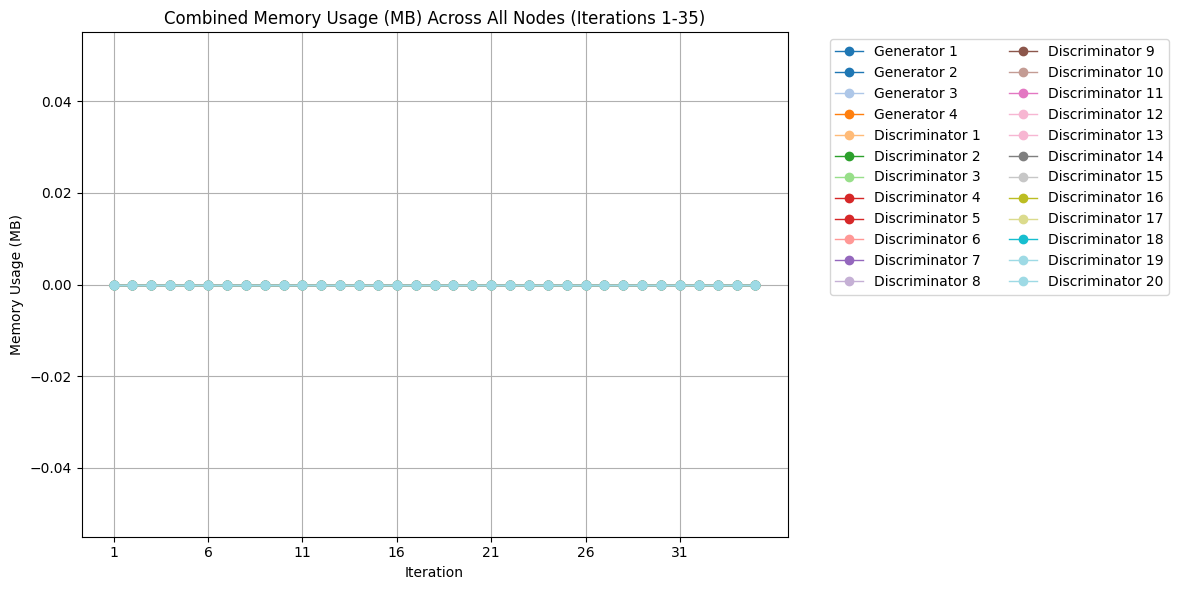 Combined Memory Usage (MB) Across All Nodes (Iterations 1-35)
Memory Usage (MB)
0.04
0.02
0.00
−0.02
−0.04
1 6 11 16 21 26 31
Iteration
Generator 1
Generator 2
Generator 3
Generator 4
Discriminator 1
Discriminator 2
Discriminator 3
Discriminator 4
Discriminator 5
Discriminator 6
Discriminator 7
Discriminator 8
Discriminator 9
Discriminator 10
Discriminator 11
Discriminator 12
Discriminator 13
Discriminator 14
Discriminator 15
Discriminator 16
Discriminator 17
Discriminator 18
Discriminator 19
Discriminator 20